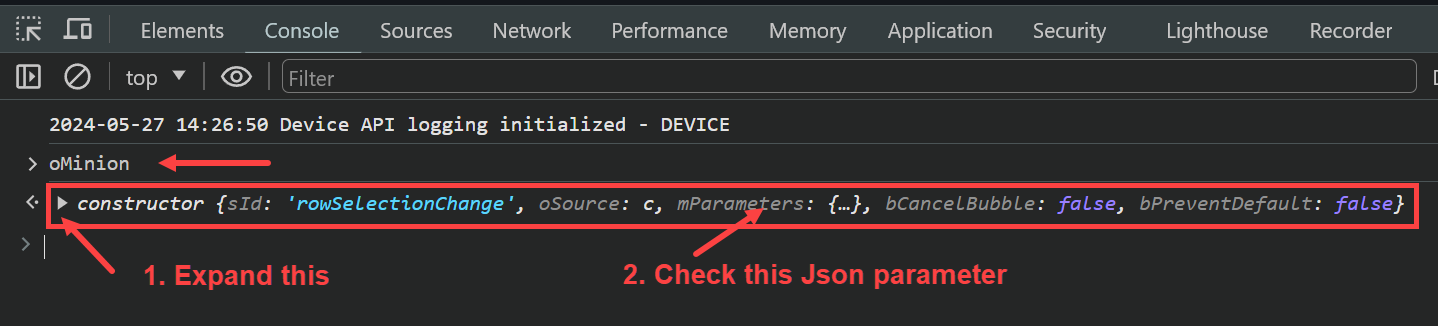 Elements Console Sources Network Performance Memory Application Security Lighthouse Recorder
top Filter
2024-05-27 14:26:50 Device API logging initialized - DEVICE
oMinion
constructor {sId: 'rowSelectionChange', oSource: c, mParameters: {…}, bCancelBubble: false, bPreventDefault: false}
1. Expand this 2. Check this Json parameter